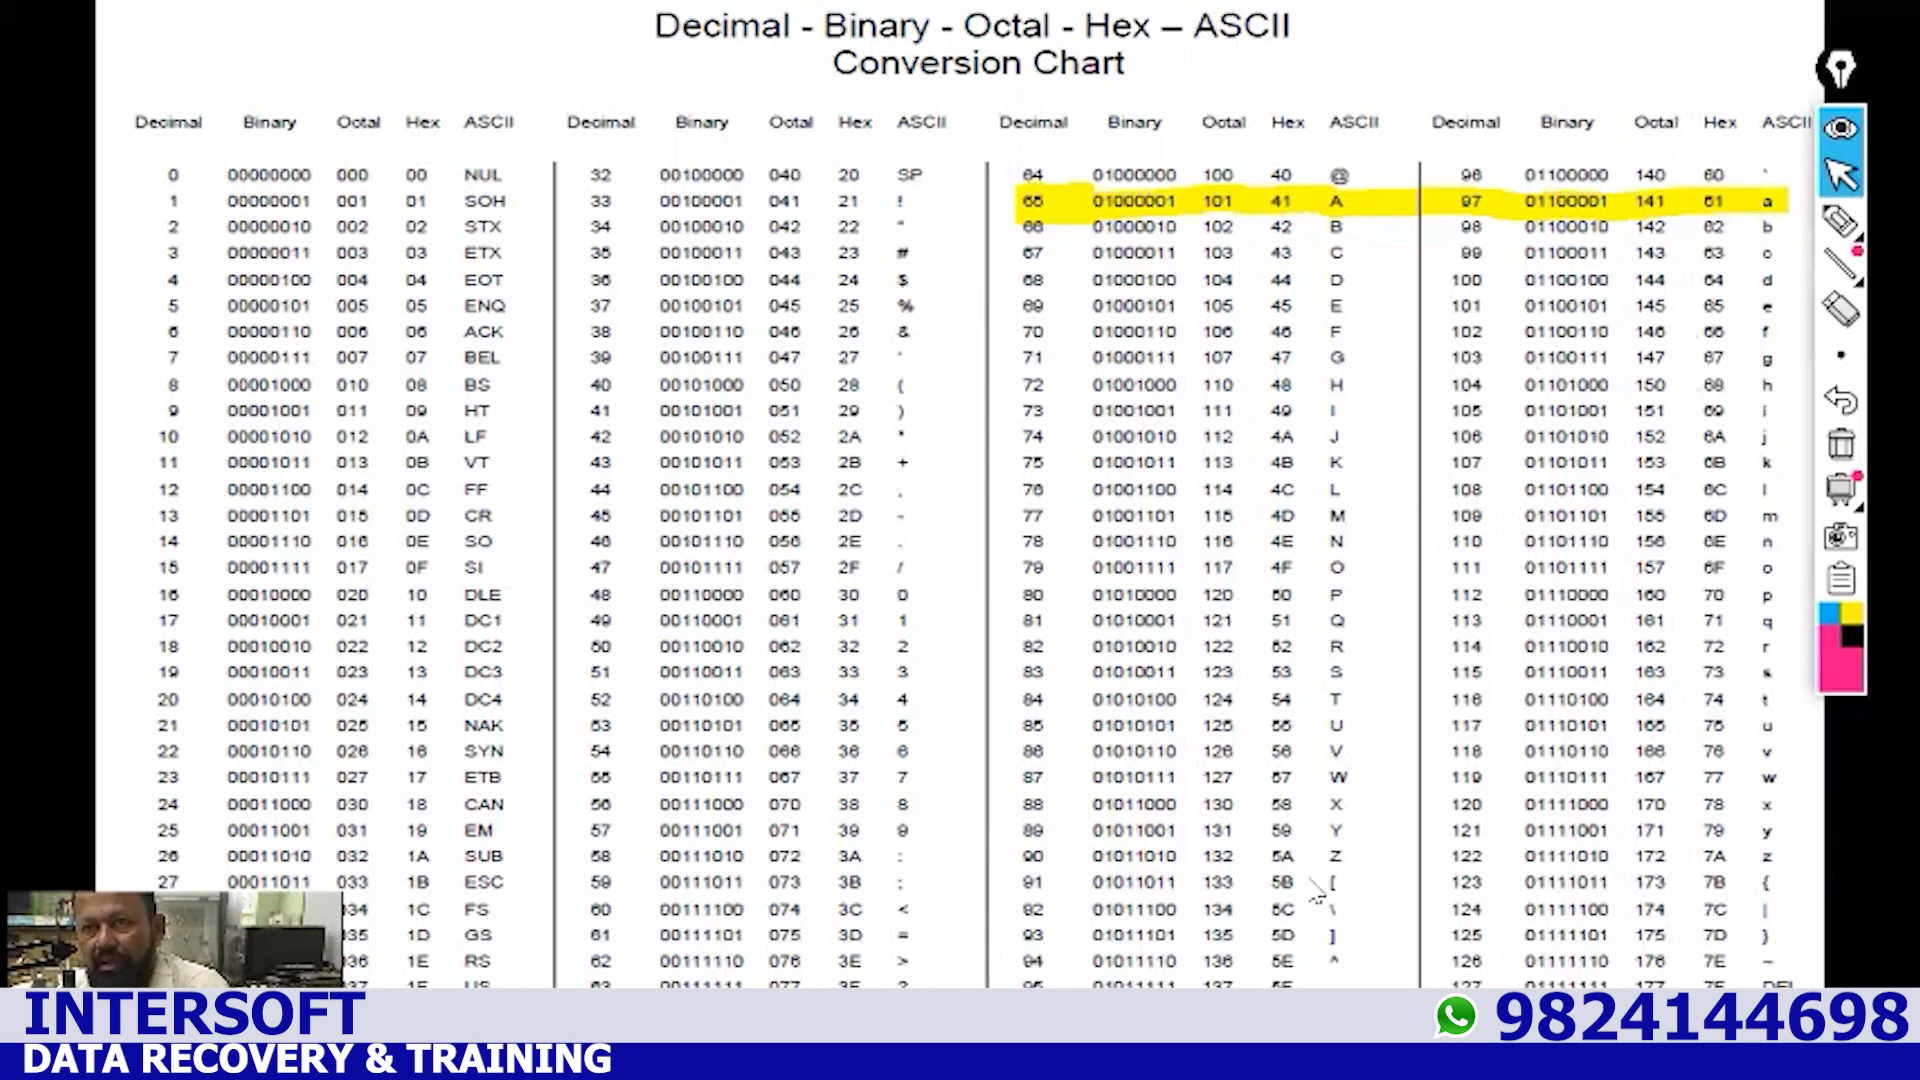 Decimal - Binary - Octal - Hex – ASCII
Conversion Chart
Decimal Binary Octal Hex ASCII Decimal Binary Octal Hex ASCII Decimal Binary Octal Hex ASCII Decimal Binary Octal Hex ASCII
0 00000000 000 00 NUL 32 00100000 040 20 SP 64 01000000 100 40 @ 96 01100000 140 60 `
1 00000001 001 01 SOH 33 00100001 041 21 ! 65 01000001 101 41 A 97 01100001 141 61 a
2 00000010 002 02 STX 34 00100010 042 22 " 66 01000010 102 42 B 98 01100010 142 62 b
3 00000011 003 03 ETX 35 00100011 043 23 # 67 01000011 103 43 C 99 01100011 143 63 c
4 00000100 004 04 EOT 36 00100100 044 24 $ 68 01000100 104 44 D 100 01100100 144 64 d
5 00000101 005 05 ENQ 37 00100101 045 25 % 69 01000101 105 45 E 101 01100101 145 65 e
6 00000110 006 06 ACK 38 00100110 046 26 & 70 01000110 106 46 F 102 01100110 146 66 f
7 00000111 007 07 BEL 39 00100111 047 27 ' 71 01000111 107 47 G 103 01100111 147 67 g
8 00001000 010 08 BS 40 00101000 050 28 ( 72 01001000 110 48 H 104 01101000 150 68 h
9 00001001 011 09 HT 41 00101001 051 29 ) 73 01001001 111 49 I 105 01101001 151 69 i
10 00001010 012 0A LF 42 00101010 052 2A * 74 01001010 112 4A J 106 01101010 152 6A j
11 00001011 013 0B VT 43 00101011 053 2B + 75 01001011 113 4B K 107 01101011 153 6B k
12 00001100 014 0C FF 44 00101100 054 2C , 76 01001100 114 4C L 108 01101100 154 6C l
13 00001101 015 0D CR 45 00101101 055 2D - 77 01001101 115 4D M 109 01101101 155 6D m
14 00001110 016 0E SO 46 00101110 056 2E . 78 01001110 116 4E N 110 01101110 156 6E n
15 00001111 017 0F SI 47 00101111 057 2F / 79 01001111 117 4F O 111 01101111 157 6F o
16 00010000 020 10 DLE 48 00110000 060 30 0 80 01010000 120 50 P 112 01110000 160 70 p
17 00010001 021 11 DC1 49 00110001 061 31 1 81 01010001 121 51 Q 113 01110001 161 71 q
18 00010010 022 12 DC2 50 00110010 062 32 2 82 01010010 122 52 R 114 01110010 162 72 r
19 00010011 023 13 DC3 51 00110011 063 33 3 83 01010011 123 53 S 115 01110011 163 73 s
20 00010100 024 14 DC4 52 00110100 064 34 4 84 01010100 124 54 T 116 01110100 164 74 t
21 00010101 025 15 NAK 53 00110101 065 35 5 85 01010101 125 55 U 117 01110101 165 75 u
22 00010110 026 16 SYN 54 00110110 066 36 6 86 01010110 126 56 V 118 01110110 166 76 v
23 00010111 027 17 ETB 55 00110111 067 37 7 87 01010111 127 57 W 119 01110111 167 77 w
24 00011000 030 18 CAN 56 00111000 070 38 8 88 01011000 130 58 X 120 01111000 170 78 x
25 00011001 031 19 EM 57 00111001 071 39 9 89 01011001 131 59 Y 121 01111001 171 79 y
26 00011010 032 1A SUB 58 00111010 072 3A : 90 01011010 132 5A Z 122 01111010 172 7A z
27 00011011 033 1B ESC 59 00111011 073 3B ; 91 01011011 133 5B [ 123 01111011 173 7B {
034 1C FS 60 00111100 074 3C < 92 01011100 134 5C \ 124 01111100 174 7C |
035 1D GS 61 00111101 075 3D = 93 01011101 135 5D ] 125 01111101 175 7D }
036 1E RS 62 00111110 076 3E > 94 01011110 136 5E ^ 126 01111110 176 7E ~
INTERSOFT
DATA RECOVERY & TRAINING
9824144698